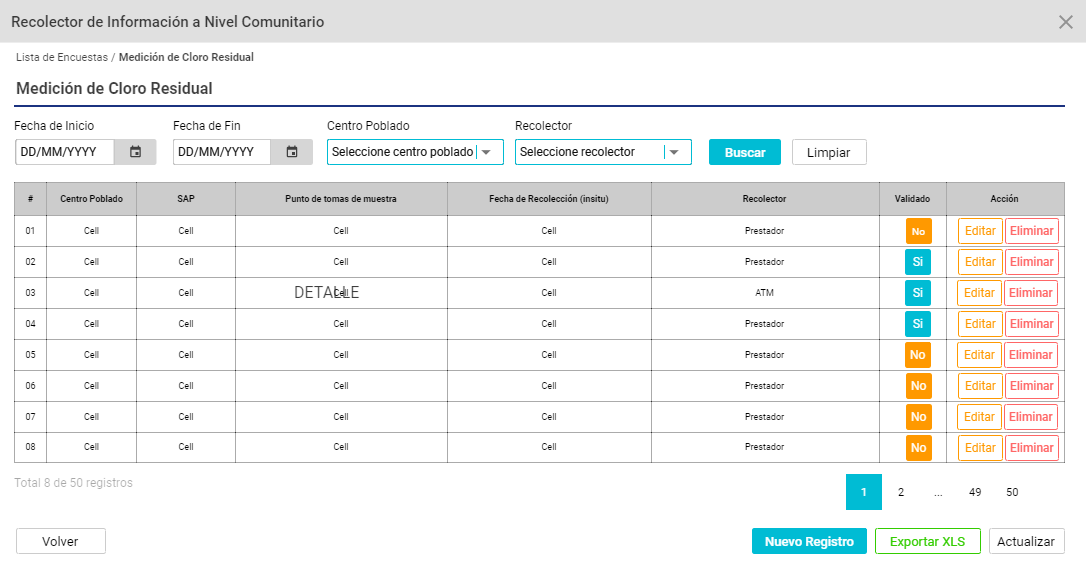 Recolector de Información a Nivel Comunitario
Lista de Encuestas / Medición de Cloro Residual
Medición de Cloro Residual
Fecha de Inicio Fecha de Fin Centro Poblado Recolector
DD/MM/YYYY DD/MM/YYYY Seleccione centro poblado Seleccione recolector Buscar Limpiar
# Centro Poblado SAP Punto de tomas de muestra Fecha de Recolección (insitu) Recolector Validado Acción
01 Cell Cell Cell Cell Prestador No Editar Eliminar
02 Cell Cell Cell Cell Prestador Si Editar Eliminar
03 Cell Cell DETALLE Cell Cell ATM Si Editar Eliminar
04 Cell Cell Cell Cell Prestador Si Editar Eliminar
05 Cell Cell Cell Cell Prestador No Editar Eliminar
06 Cell Cell Cell Cell Prestador No Editar Eliminar
07 Cell Cell Cell Cell Prestador No Editar Eliminar
08 Cell Cell Cell Cell Prestador No Editar Eliminar
Total 8 de 50 registros
1 2 ... 49 50
Volver Nuevo Registro Exportar XLS Actualizar